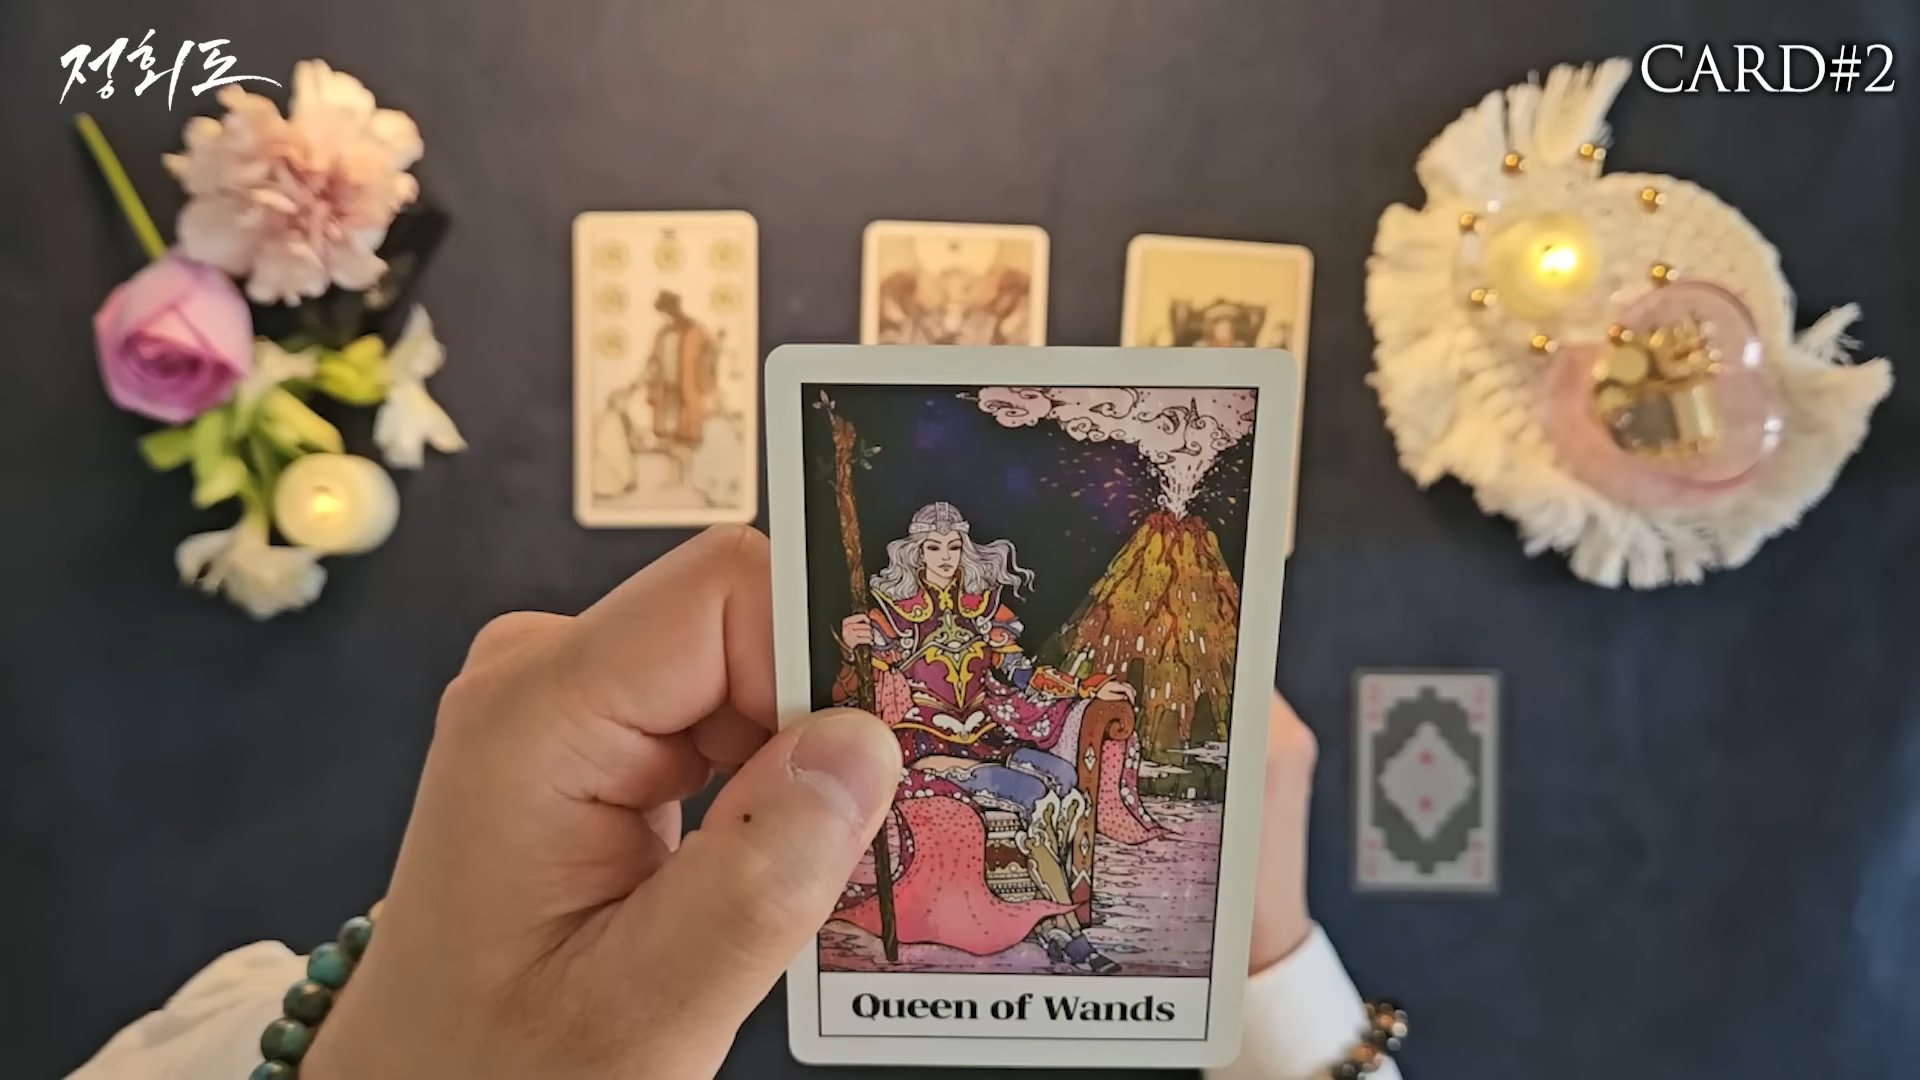 정회도
CARD#2
Queen of Wands